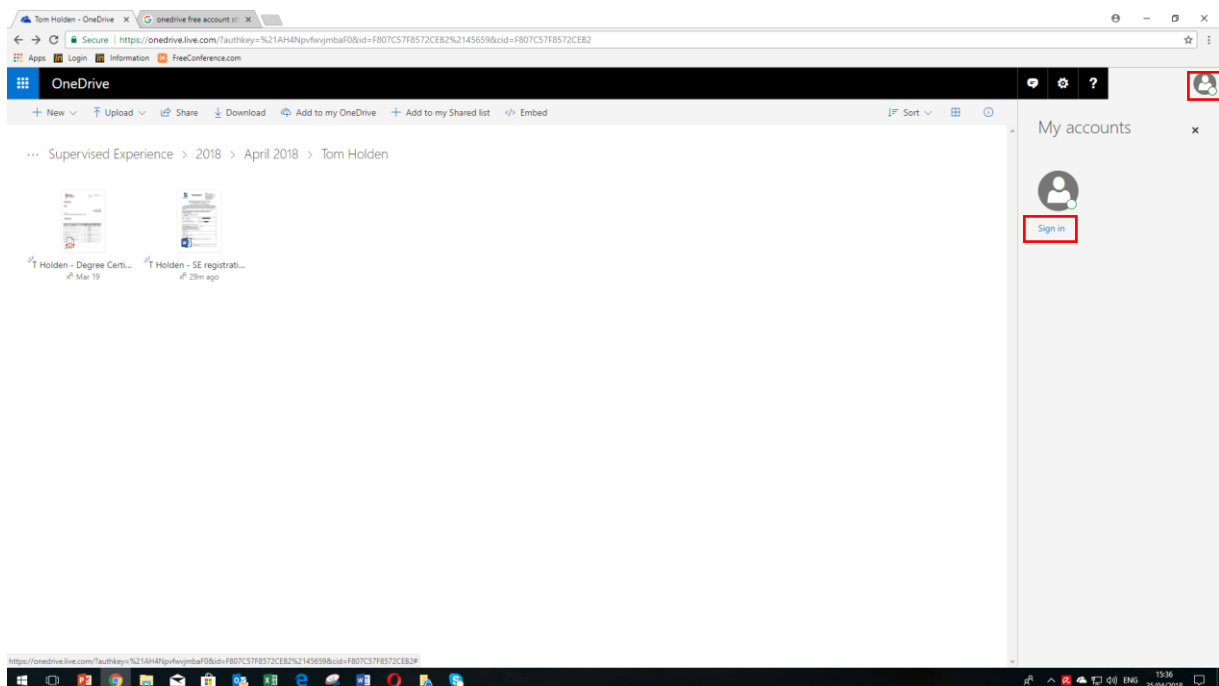 Tom Holden - OneDrive
onedrive free account st
Secure | https://onedrive.live.com/?authkey=%21AH4NpvfwvjmbaF0&id=F807C57F8572CEB2%2145659&cid=F807C57F8572CEB2
Apps Login Information FreeConference.com
OneDrive ?
New Upload Share Download Add to my OneDrive Add to my Shared list </> Embed Sort
My accounts
... Supervised Experience > 2018 > April 2018 > Tom Holden
Sign in
T Holden - Degree Certi... T Holden - SE registrati...
Mar 19 29m ago
https://onedrive.live.com/?authkey=%21AH4NpvfwvjmbaF0&id=F807C57F8572CEB2%2145659&cid=F807C57F8572CEB2#
ENG 15:36
25/04/2018